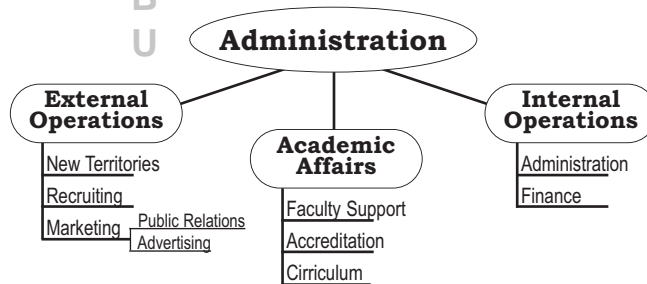 B
U
Administration
External
Operations
New Territories
Recruiting
Marketing
Public Relations
Advertising
Academic
Affairs
Faculty Support
Accreditation
Cirriculum
Internal
Operations
Administration
Finance